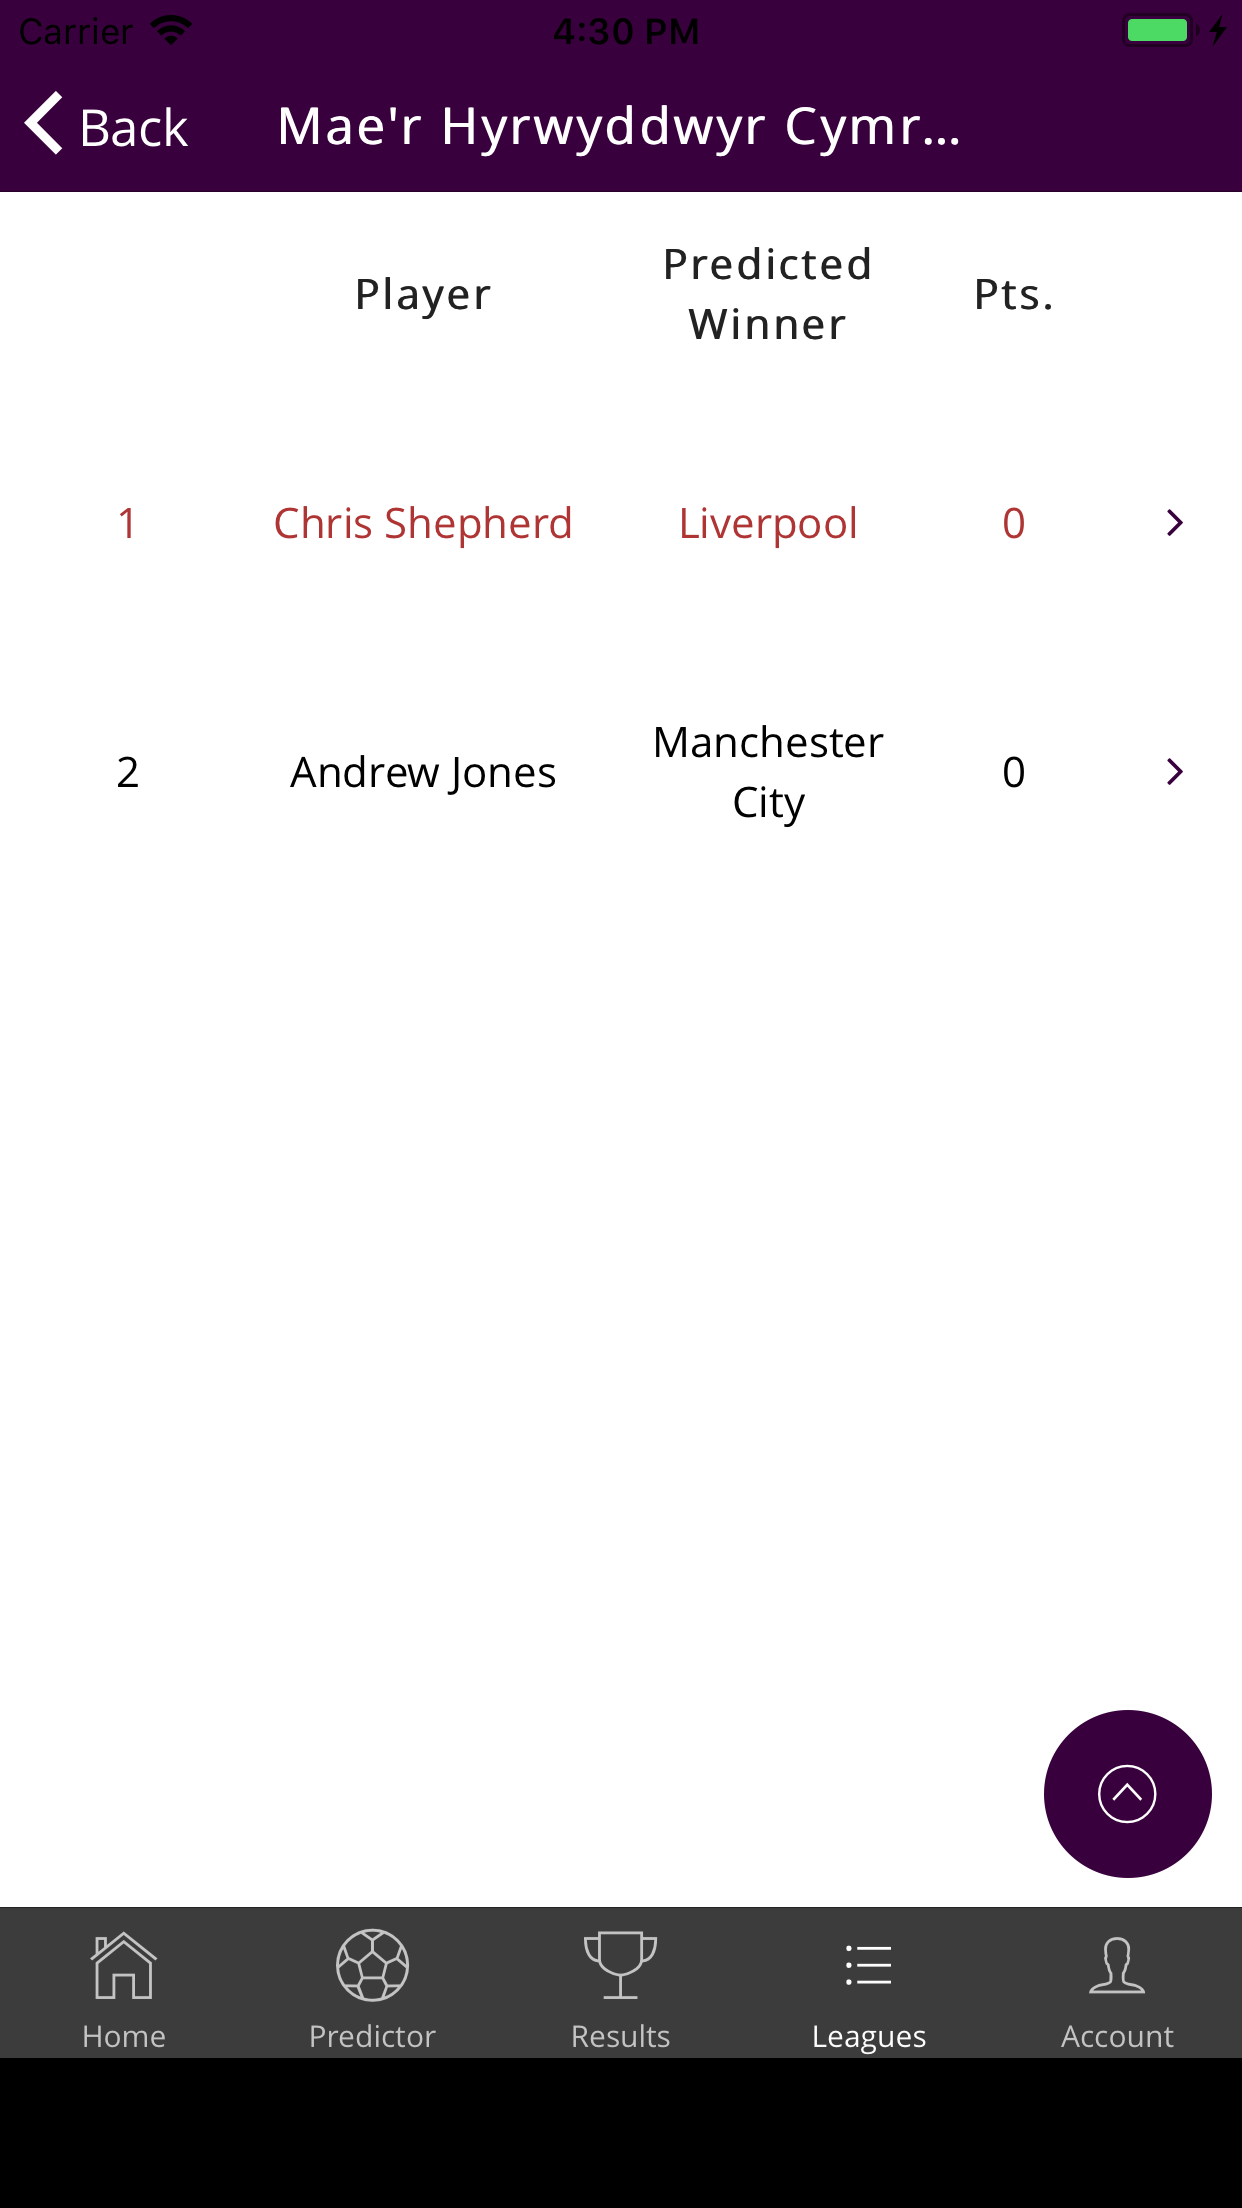 Carrier 4:30 PM
Back Mae'r Hyrwyddwyr Cymr...
Player Predicted Winner Pts.
1 Chris Shepherd Liverpool 0
2 Andrew Jones Manchester City 0
Home Predictor Results Leagues Account